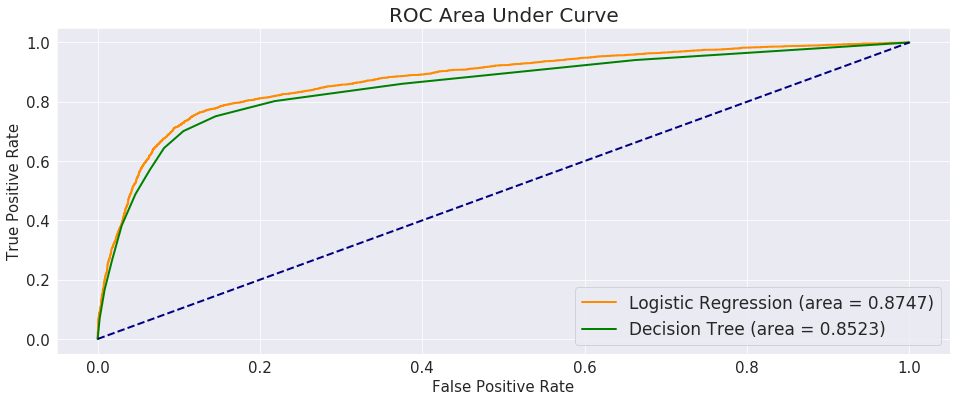 ROC Area Under Curve
True Positive Rate
1.0
0.8
0.6
0.4
0.2
0.0
Logistic Regression (area = 0.8747)
Decision Tree (area = 0.8523)
0.0 0.2 0.4 0.6 0.8 1.0
False Positive Rate